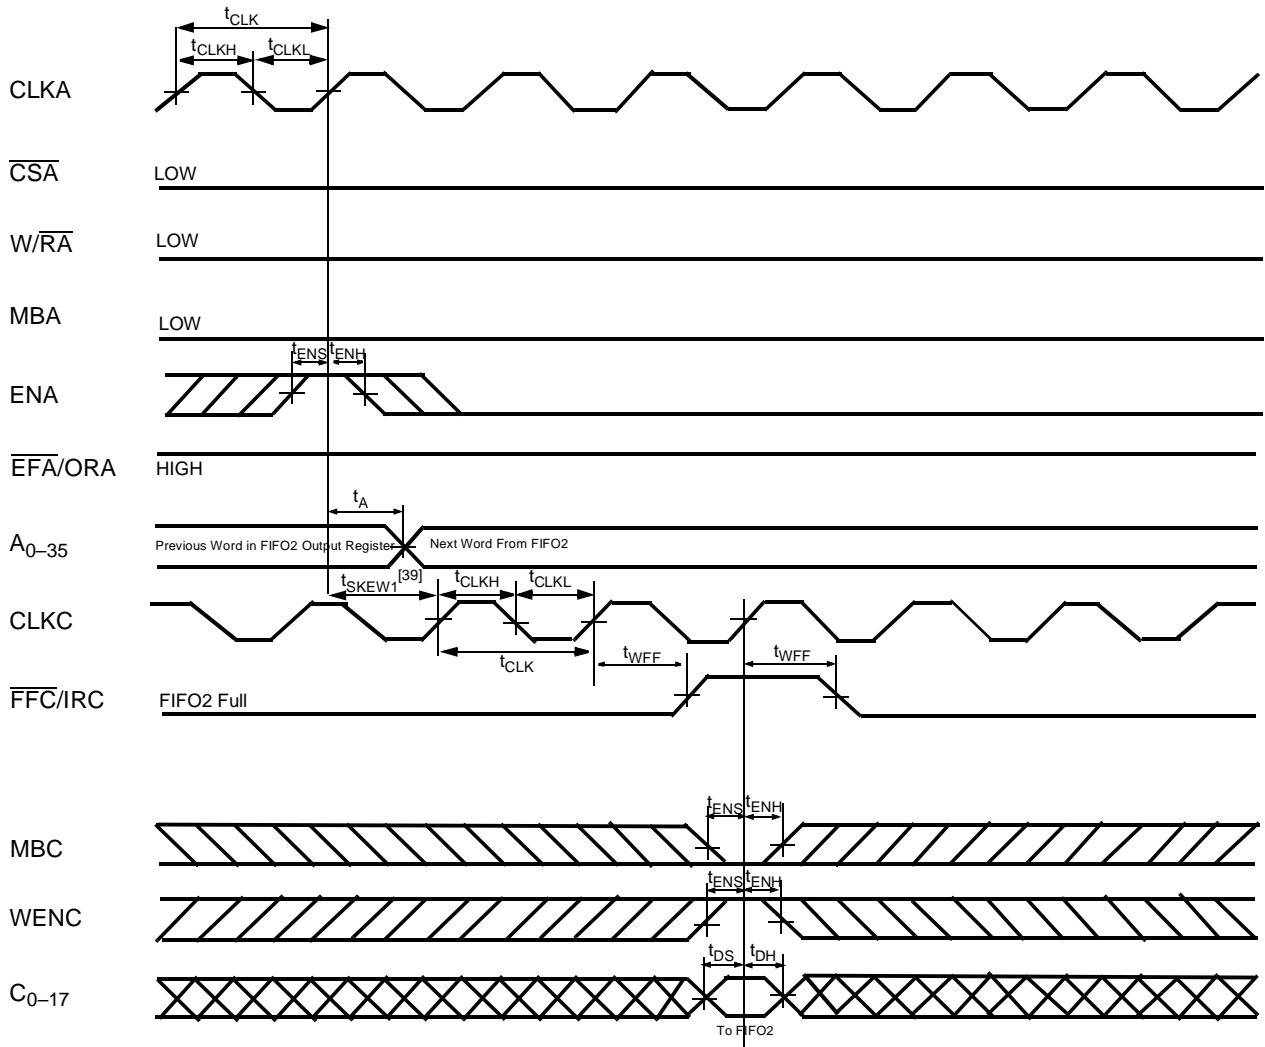 tCLK
tCLKH tCLKL
CLKA
CSA LOW
W/RA LOW
MBA LOW
tENS tENH
ENA
EFA/ORA HIGH
tA
A0–35 Previous Word in FIFO2 Output Register Next Word From FIFO2
tSKEW1[39] tCLKH tCLKL
CLKC
tCLK tWFF tWFF
FFC/IRC FIFO2 Full
tENS tENH
MBC
tENS tENH
WENC
tDS tDH
C0–17
To FIFO2